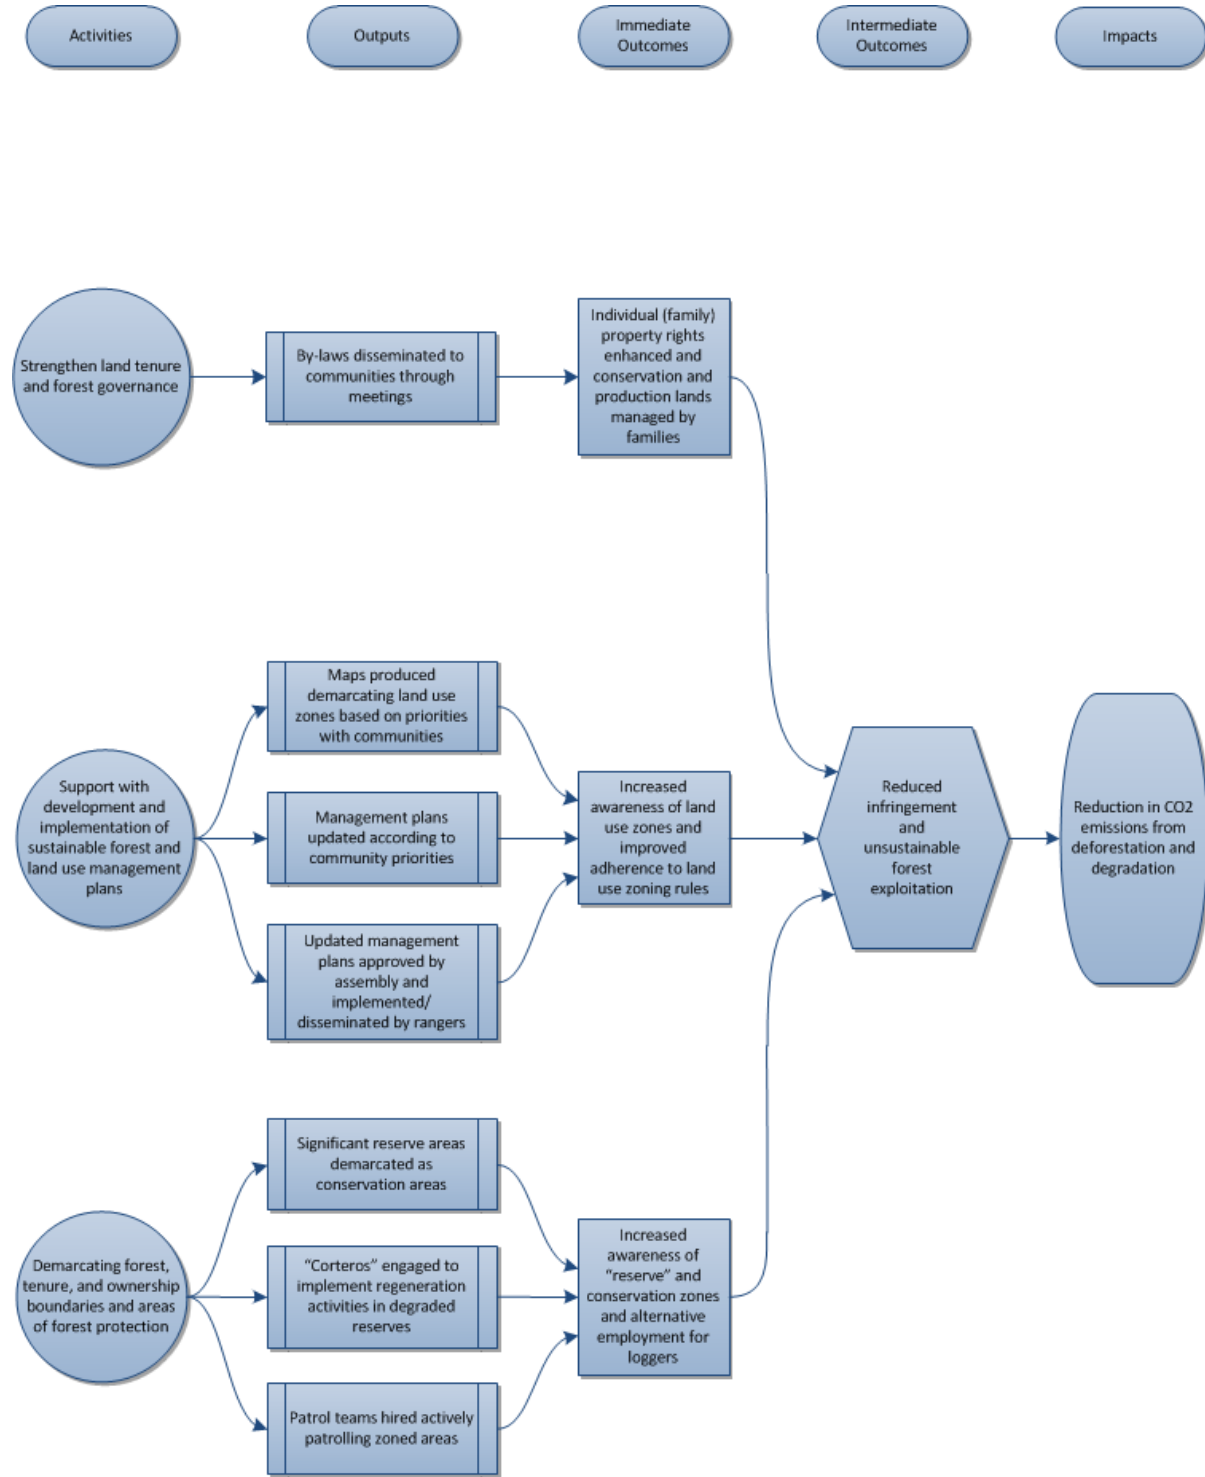 Activities
Outputs
Immediate
Outcomes
Intermediate
Outcomes
Impacts
Strengthen land tenure
and forest governance
By-laws disseminated to
communities through
meetings
Individual (family)
property rights
enhanced and
conservation and
production lands
managed by
families
Support with
development and
implementation of
sustainable forest and
land use management
plans
Maps produced
demarcating land use
zones based on priorities
with communities
Management plans
updated according to
community priorities
Updated management
plans approved by
assembly and
implemented/
disseminated by rangers
Increased
awareness of land
use zones and
improved
adherence to land
use zoning rules
Reduced
infringement
and
unsustainable
forest
exploitation
Reduction in CO2
emissions from
deforestation and
degradation
Demarcating forest,
tenure, and ownership
boundaries and areas
of forest protection
Significant reserve areas
demarcated as
conservation areas
“Corteros” engaged to
implement regeneration
activities in degraded
reserves
Patrol teams hired actively
patrolling zoned areas
Increased
awareness of
“reserve” and
conservation zones
and alternative
employment for
loggers